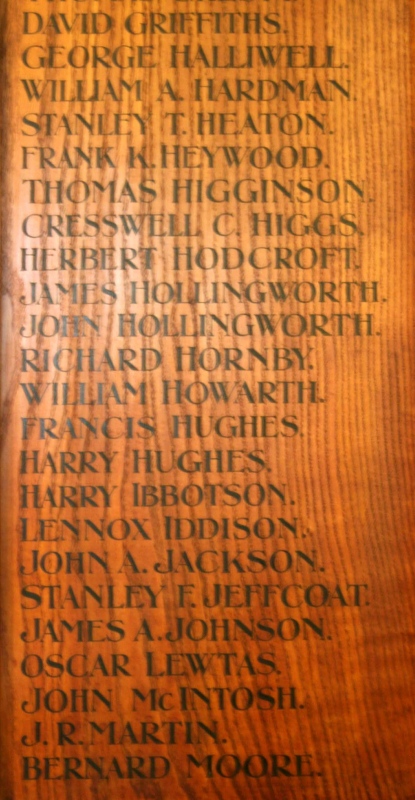 DAVID GRIFFITHS.
GEORGE HALLIWELL.
WILLIAM A. HARDMAN.
STANLEY T. HEATON.
FRANK K. HEYWOOD.
THOMAS HIGGINSON.
CRESSWELL C. HIGGS.
HERBERT HODCROFT.
JAMES HOLLINGWORTH.
JOHN HOLLINGWORTH.
RICHARD HORNBY.
WILLIAM HOWARTH.
FRANCIS HUGHES.
HARRY HUGHES.
HARRY IBBOTSON.
LENNOX IDDISON.
JOHN A. JACKSON.
STANLEY F. JEFFCOAT.
JAMES A. JOHNSON.
OSCAR LEWTAS.
JOHN McINTOSH.
J. R. MARTIN.
BERNARD MOORE.